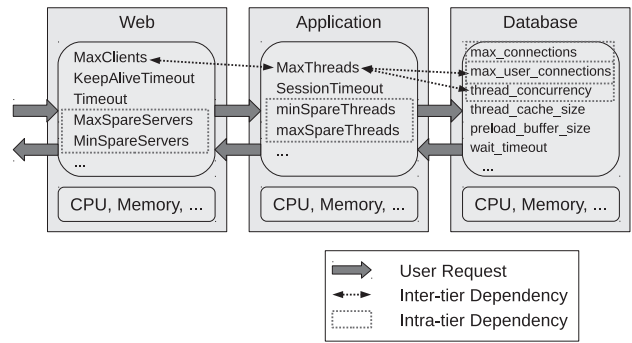 Web
MaxClients
KeepAliveTimeout
Timeout
MaxSpareServers
MinSpareServers
...
CPU, Memory, ...
Application
MaxThreads
SessionTimeout
minSpareThreads
maxSpareThreads
...
CPU, Memory, ...
Database
max_connections
max_user_connections
thread_concurrency
thread_cache_size
preload_buffer_size
wait_timeout
...
CPU, Memory, ...
User Request
Inter-tier Dependency
Intra-tier Dependency